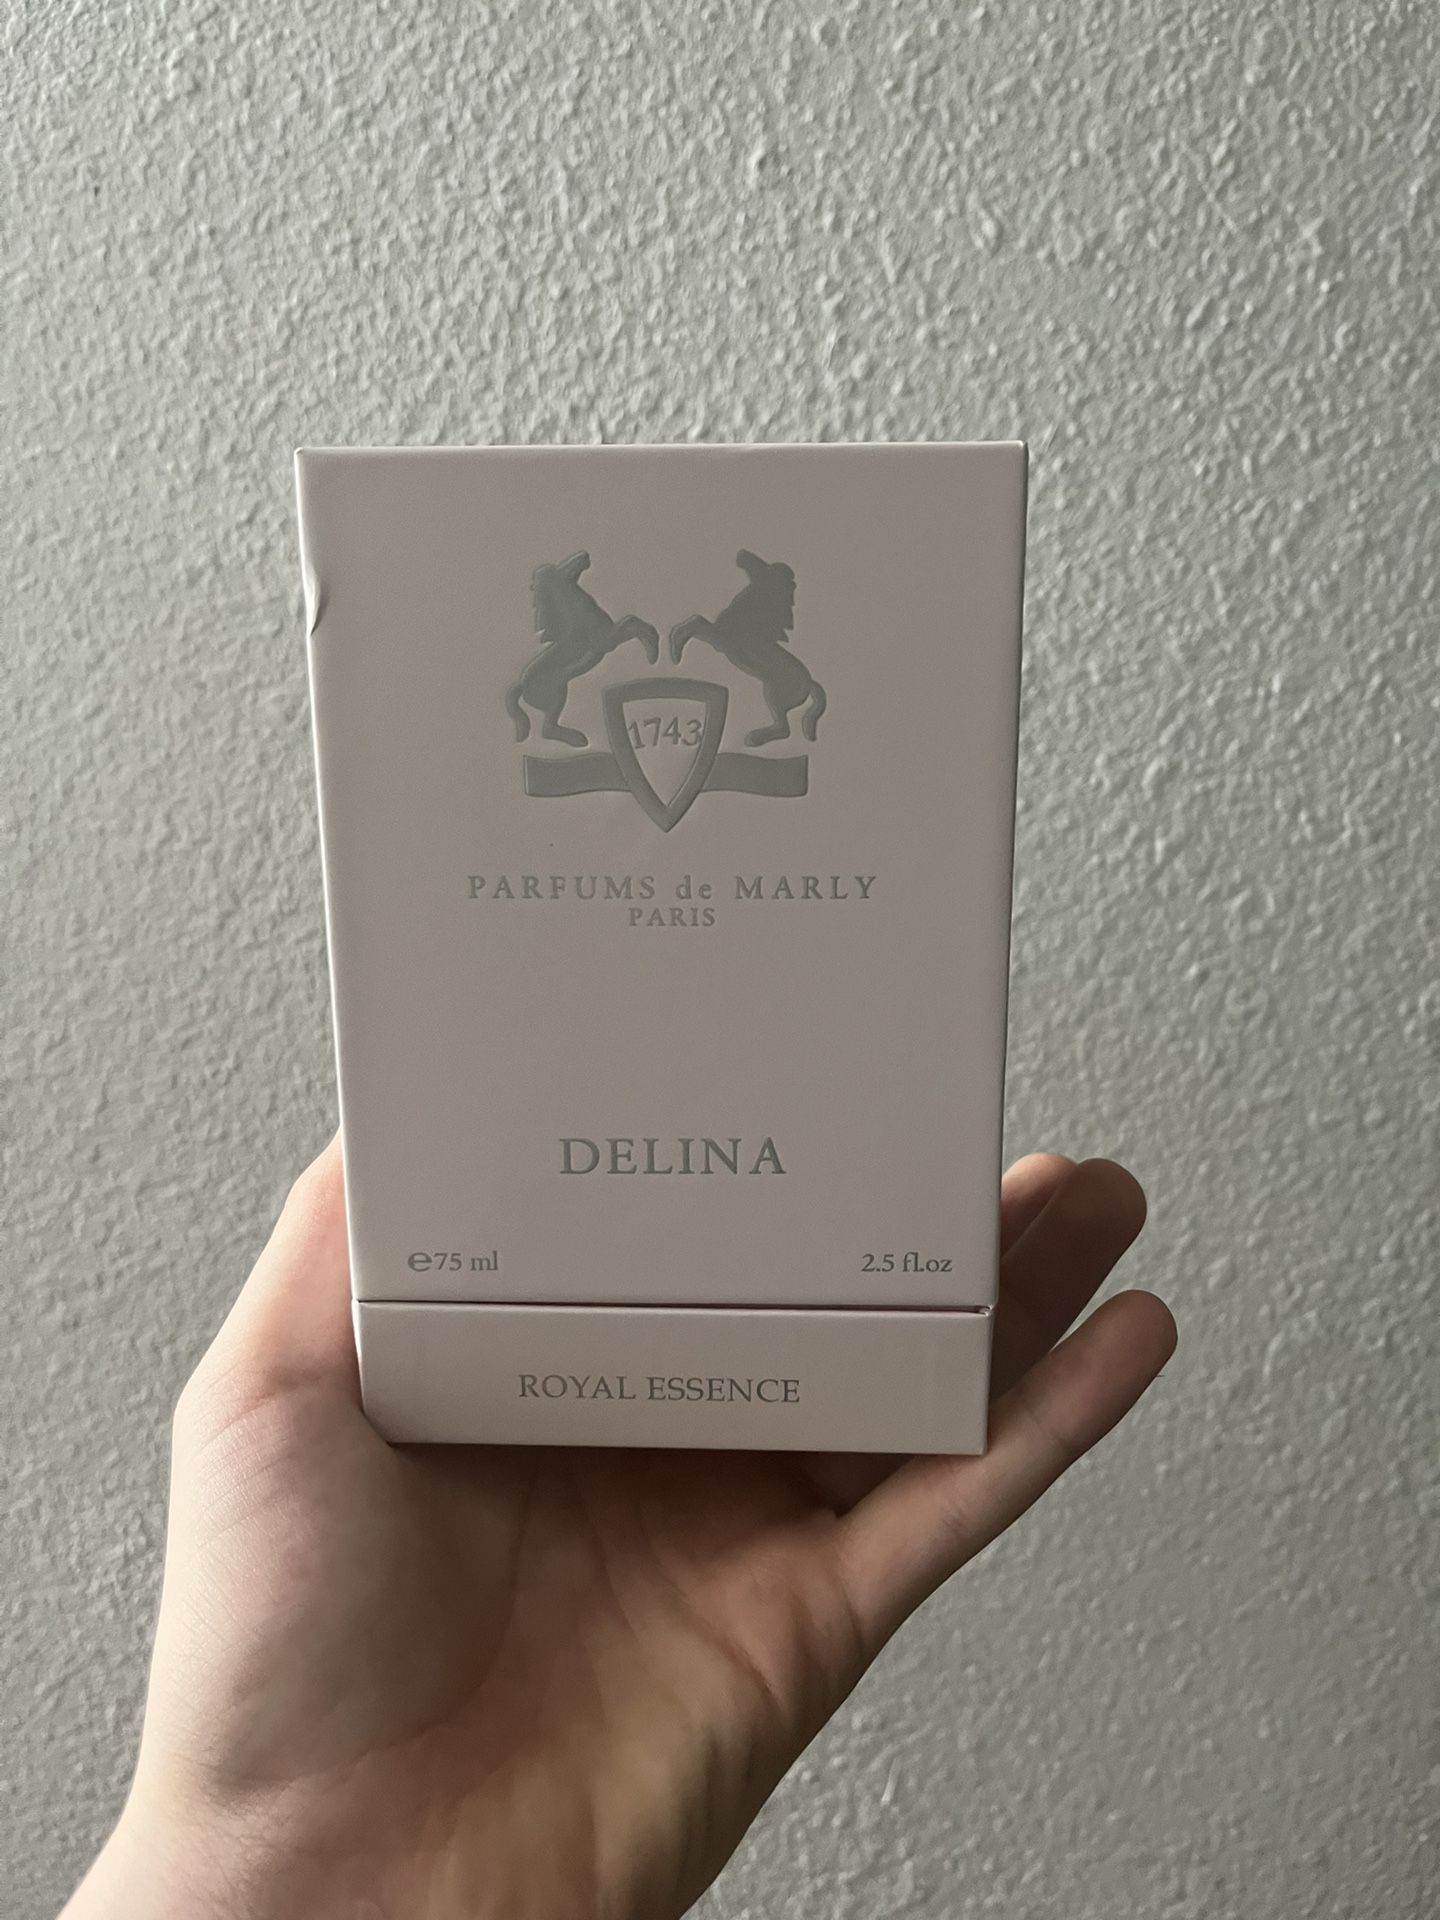 1743
PARFUMS de MARLY
PARIS
DELINA
℮75 ml 2.5 fl.oz
ROYAL ESSENCE